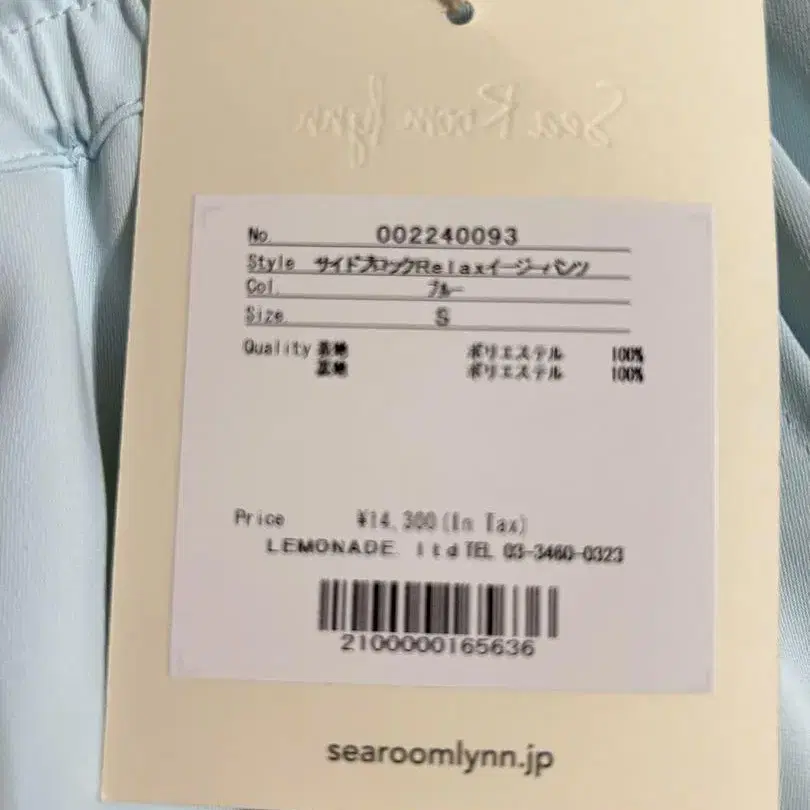 Sea Room lynn
No. 002240093
Style サイドブロックRelaxイージーパンツ
Col. ブルー
Size S
Quality 表地 ポリエステル 100%
裏地 ポリエステル 100%
Price ¥14,300(In Tax)
LEMONADE. ltd TEL 03-3460-0323
2100000165636
searoomlynn.jp